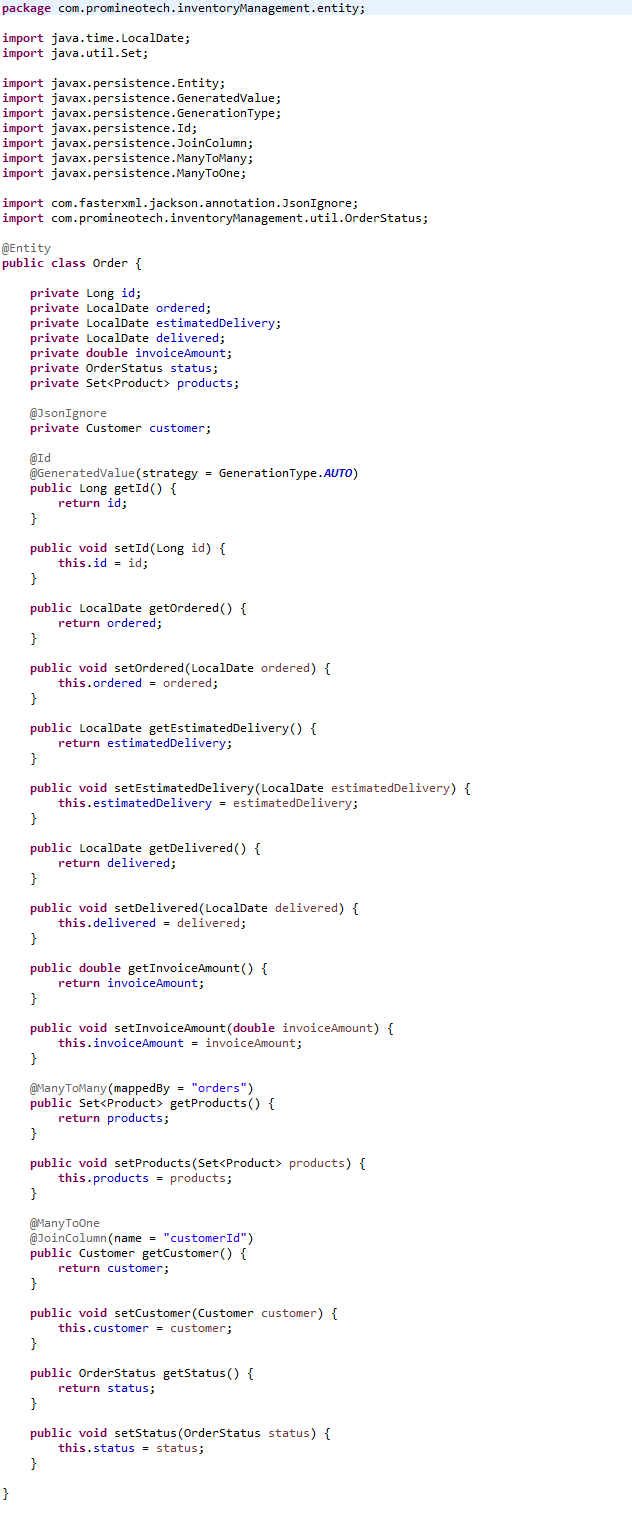 package com.promineotech.inventoryManagement.entity;
import java.time.LocalDate;
import java.util.Set;
import javax.persistence.Entity;
import javax.persistence.GeneratedValue;
import javax.persistence.GenerationType;
import javax.persistence.Id;
import javax.persistence.JoinColumn;
import javax.persistence.ManyToMany;
import javax.persistence.ManyToOne;
import com.fasterxml.jackson.annotation.JsonIgnore;
import com.promineotech.inventoryManagement.util.OrderStatus;
@Entity
public class Order {
private Long id;
private LocalDate ordered;
private LocalDate estimatedDelivery;
private LocalDate delivered;
private double invoiceAmount;
private OrderStatus status;
private Set<Product> products;
@JsonIgnore
private Customer customer;
@Id
@GeneratedValue(strategy = GenerationType.AUTO)
public Long getId() {
return id;
}
public void setId(Long id) {
this.id = id;
}
public LocalDate getOrdered() {
return ordered;
}
public void setOrdered(LocalDate ordered) {
this.ordered = ordered;
}
public LocalDate getEstimatedDelivery() {
return estimatedDelivery;
}
public void setEstimatedDelivery(LocalDate estimatedDelivery) {
this.estimatedDelivery = estimatedDelivery;
}
public LocalDate getDelivered() {
return delivered;
}
public void setDelivered(LocalDate delivered) {
this.delivered = delivered;
}
public double getInvoiceAmount() {
return invoiceAmount;
}
public void setInvoiceAmount(double invoiceAmount) {
this.invoiceAmount = invoiceAmount;
}
@ManyToMany(mappedBy = "orders")
public Set<Product> getProducts() {
return products;
}
public void setProducts(Set<Product> products) {
this.products = products;
}
@ManyToOne
@JoinColumn(name = "customerId")
public Customer getCustomer() {
return customer;
}
public void setCustomer(Customer customer) {
this.customer = customer;
}
public OrderStatus getStatus() {
return status;
}
public void setStatus(OrderStatus status) {
this.status = status;
}
}